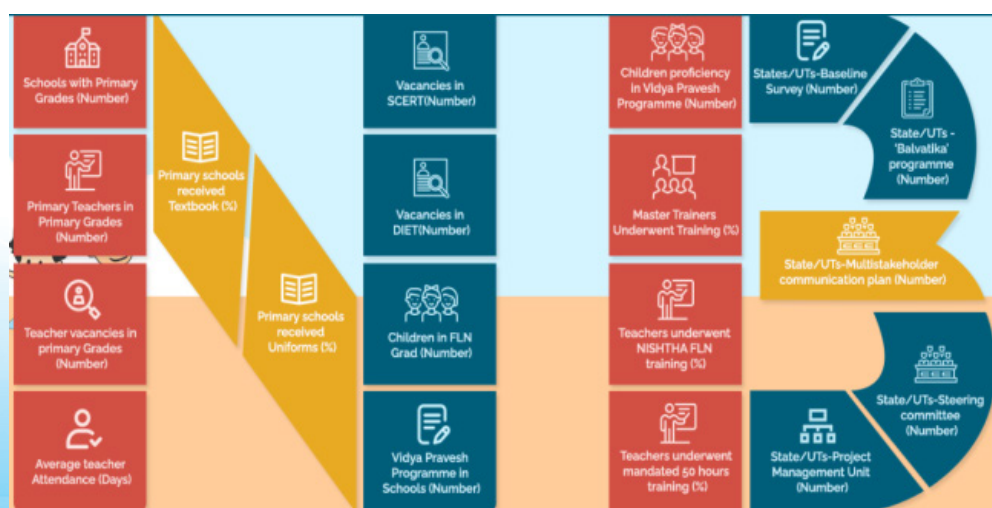 Schools with Primary
Grades (Number)
Primary Teachers in
Primary Grades
(Number)
Teacher vacancies in
primary Grades
(Number)
Average teacher
Attendance (Days)
Primary schools
received
Textbook (%)
Primary schools
received
Uniforms (%)
Vacancies in
SCERT(Number)
Vacancies in
DIET(Number)
Children in FLN
Grad (Number)
Vidya Pravesh
Programme in
Schools (Number)
Children proficiency
in Vidya Pravesh
Programme (Number)
Master Trainers
Underwent Training (%)
Teachers underwent
NISHTHA FLN
training (%)
Teachers underwent
mandated 50 hours
training (%)
States/UTs-Baseline
Survey (Number)
State/UTs -
'Balvatika'
programme
(Number)
State/UTs-Multistakeholder
communication plan (Number)
State/UTs-Steering
committee
(Number)
State/UTs-Project
Management Unit
(Number)